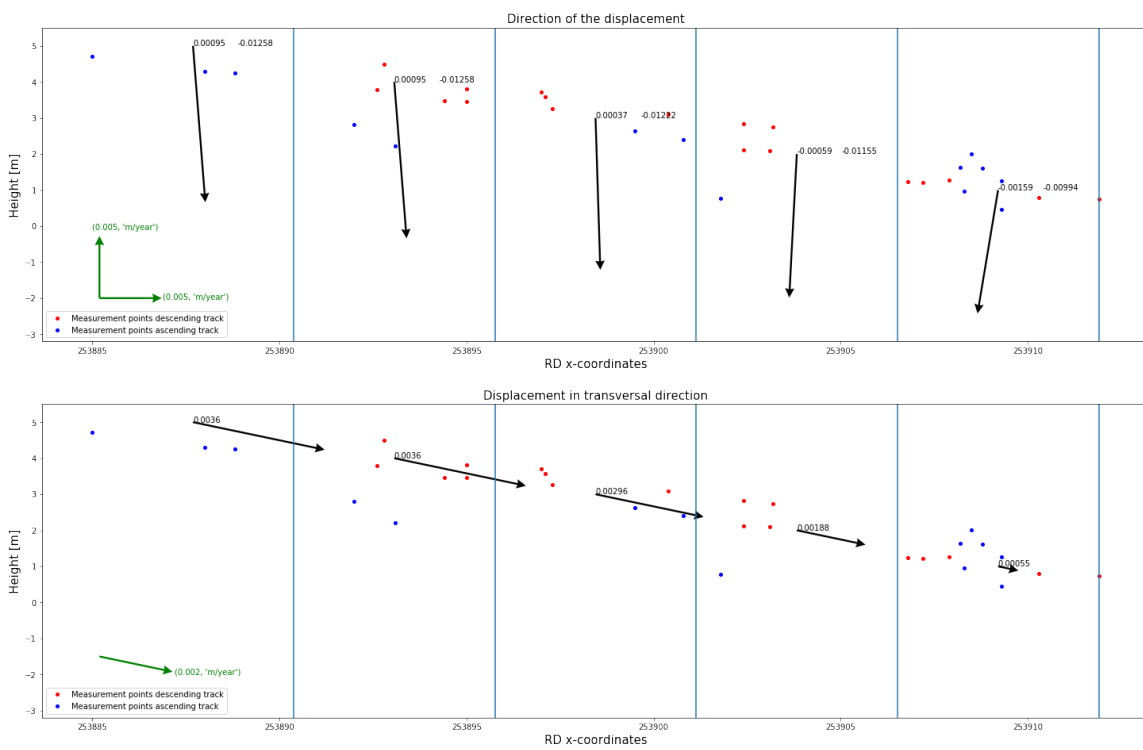 Direction of the displacement
Height [m]
5
4
3
2
1
0
−1
−2
−3
0.00095 -0.01258
0.00095 -0.01258
0.00037 -0.01222
-0.00059 -0.01155
-0.00159 -0.00994
(0.005, 'm/year')
(0.005, 'm/year')
Measurement points descending track
Measurement points ascending track
253885 253890 253895 253900 253905 253910
RD x-coordinates
Displacement in transversal direction
Height [m]
5
4
3
2
1
0
−1
−2
−3
0.0036
0.0036
0.00296
0.00188
0.00055
(0.002, 'm/year')
Measurement points descending track
Measurement points ascending track
253885 253890 253895 253900 253905 253910
RD x-coordinates